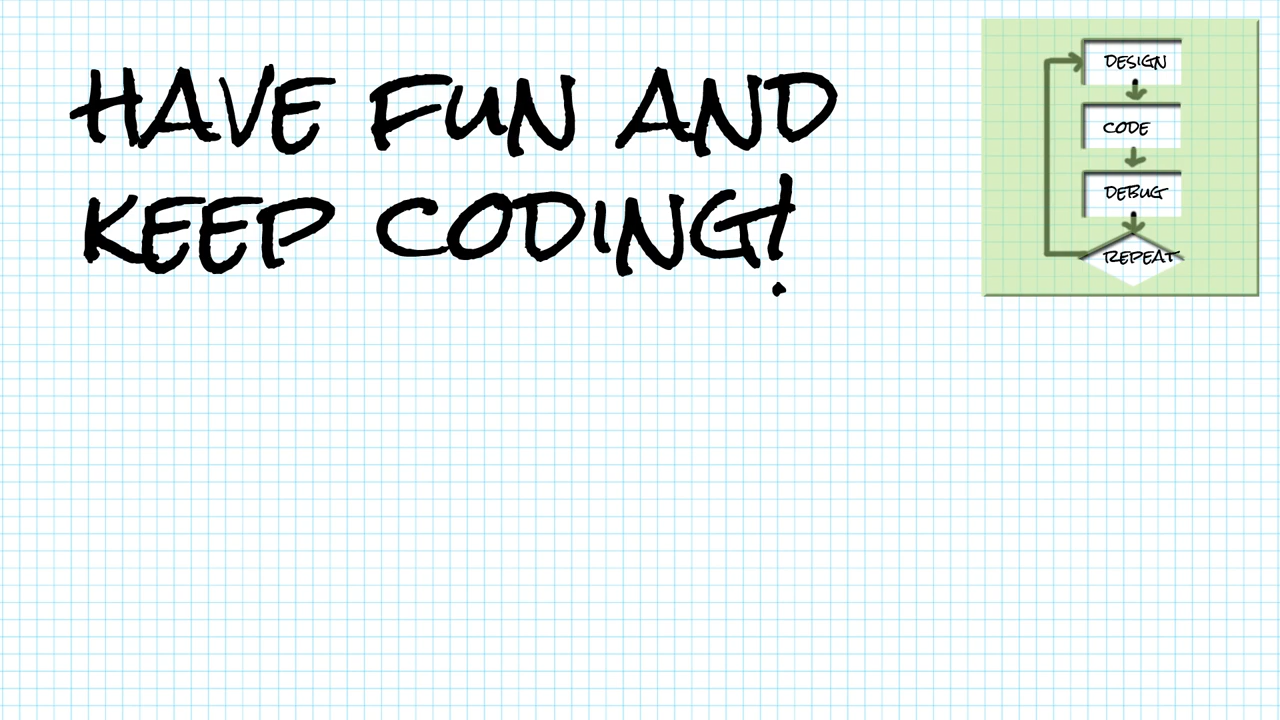 HAVE FUN AND
KEEP CODING!
DESIGN
CODE
DEBUG
REPEAT